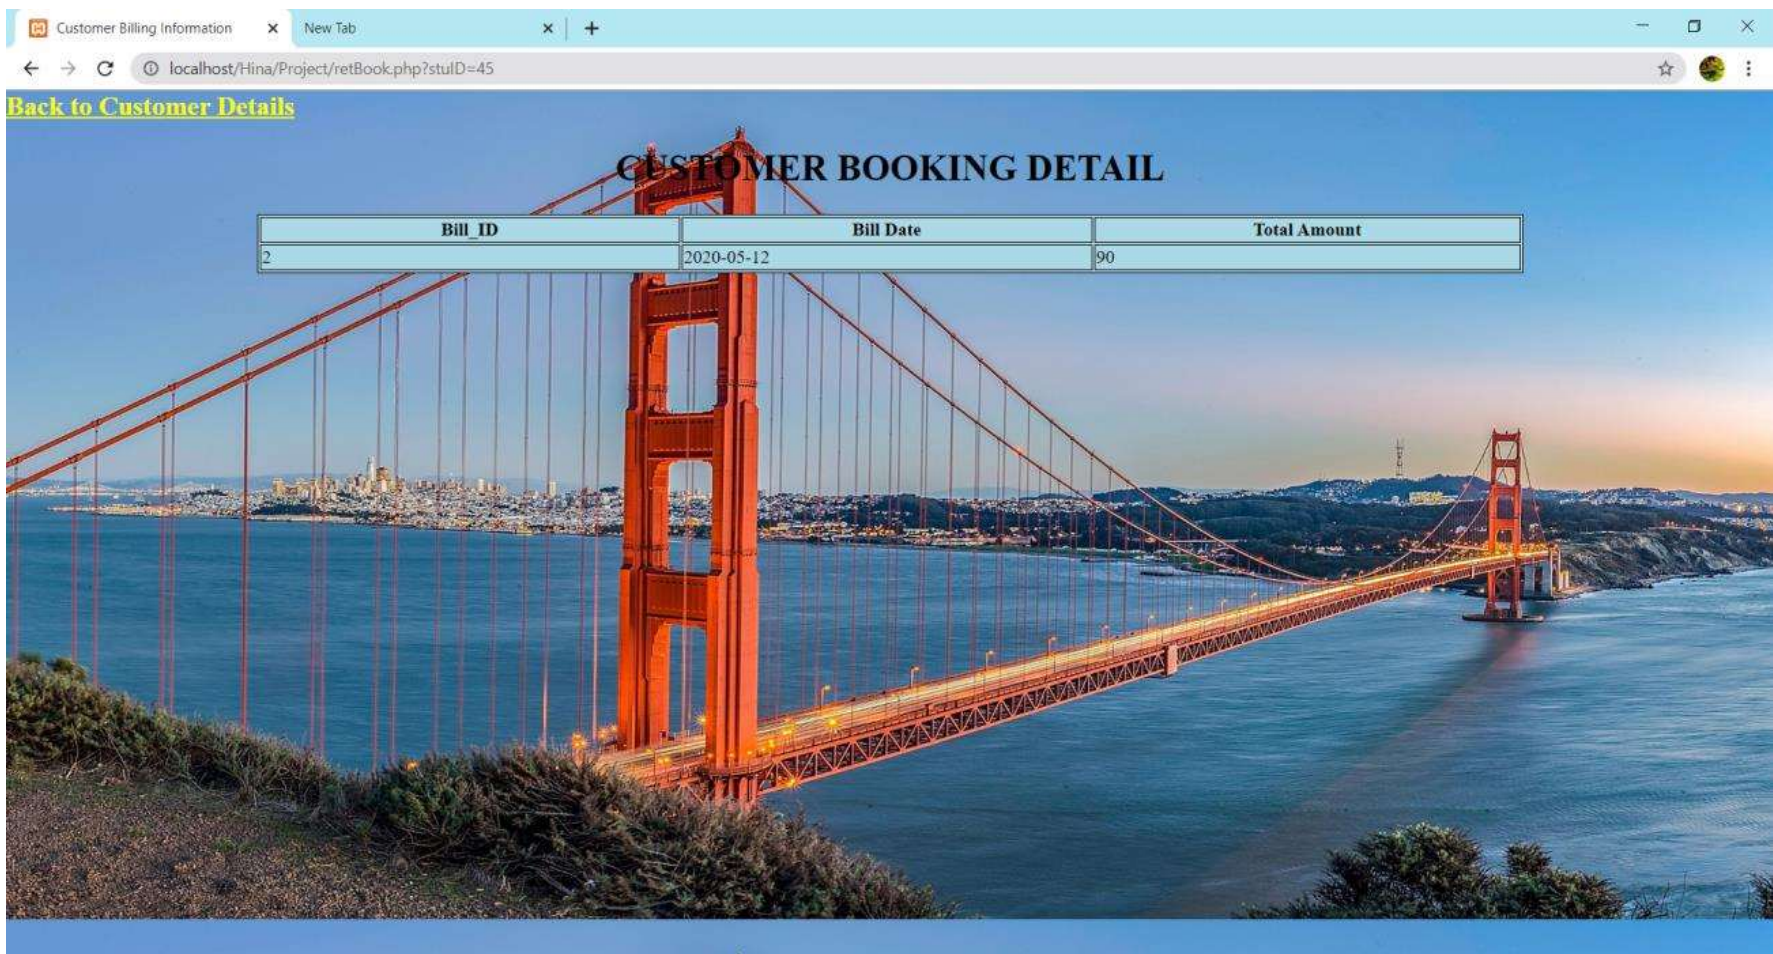 Customer Billing Information
New Tab
localhost/Hina/Project/retBook.php?stuID=45
Back to Customer Details
CUSTOMER BOOKING DETAIL
Bill_ID Bill Date Total Amount
2 2020-05-12 90